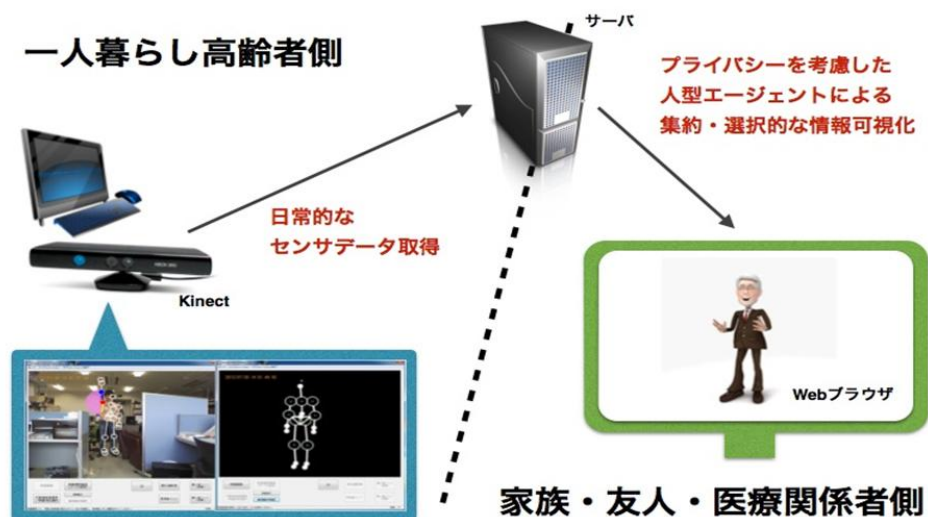 サーバ
一人暮らし高齢者側
プライバシーを考慮した
人型エージェントによる
集約・選択的な情報可視化
日常的な
センサデータ取得
Kinect
Webブラウザ
家族・友人・医療関係者側